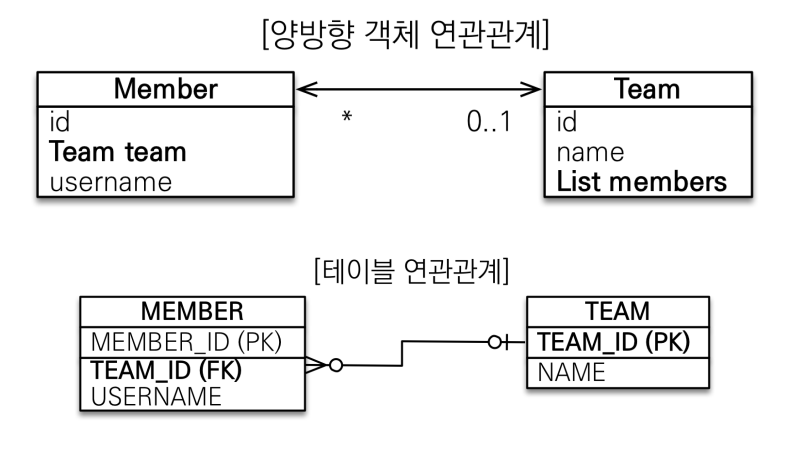 [양방향 객체 연관관계]
Member
id
Team team
username
*
0..1
Team
id
name
List members
[테이블 연관관계]
MEMBER
MEMBER_ID (PK)
TEAM_ID (FK)
USERNAME
TEAM
TEAM_ID (PK)
NAME